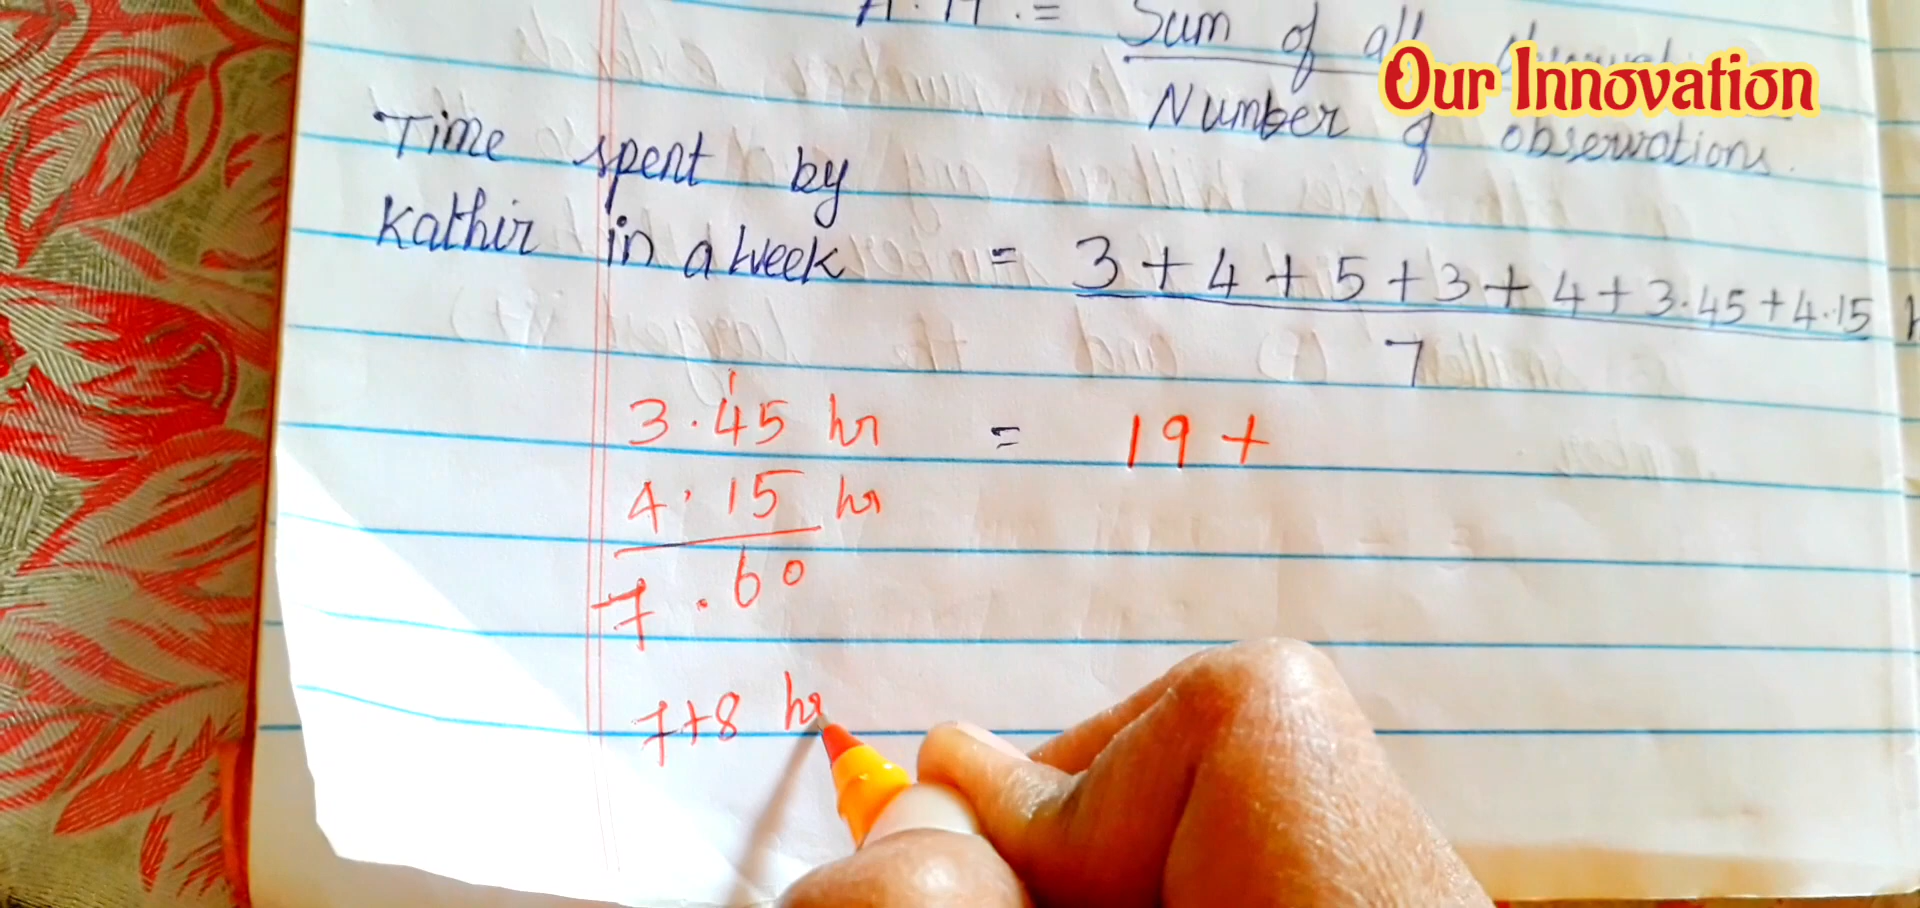 A.M. = Sum of all
Our Innovation
Number of observations.
Time spent by
Kathir in a week = 3 + 4 + 5 + 3 + 4 + 3.45 + 4.15
7
3.45 hr = 19 +
4.15 hr
7.60
7+8 hr